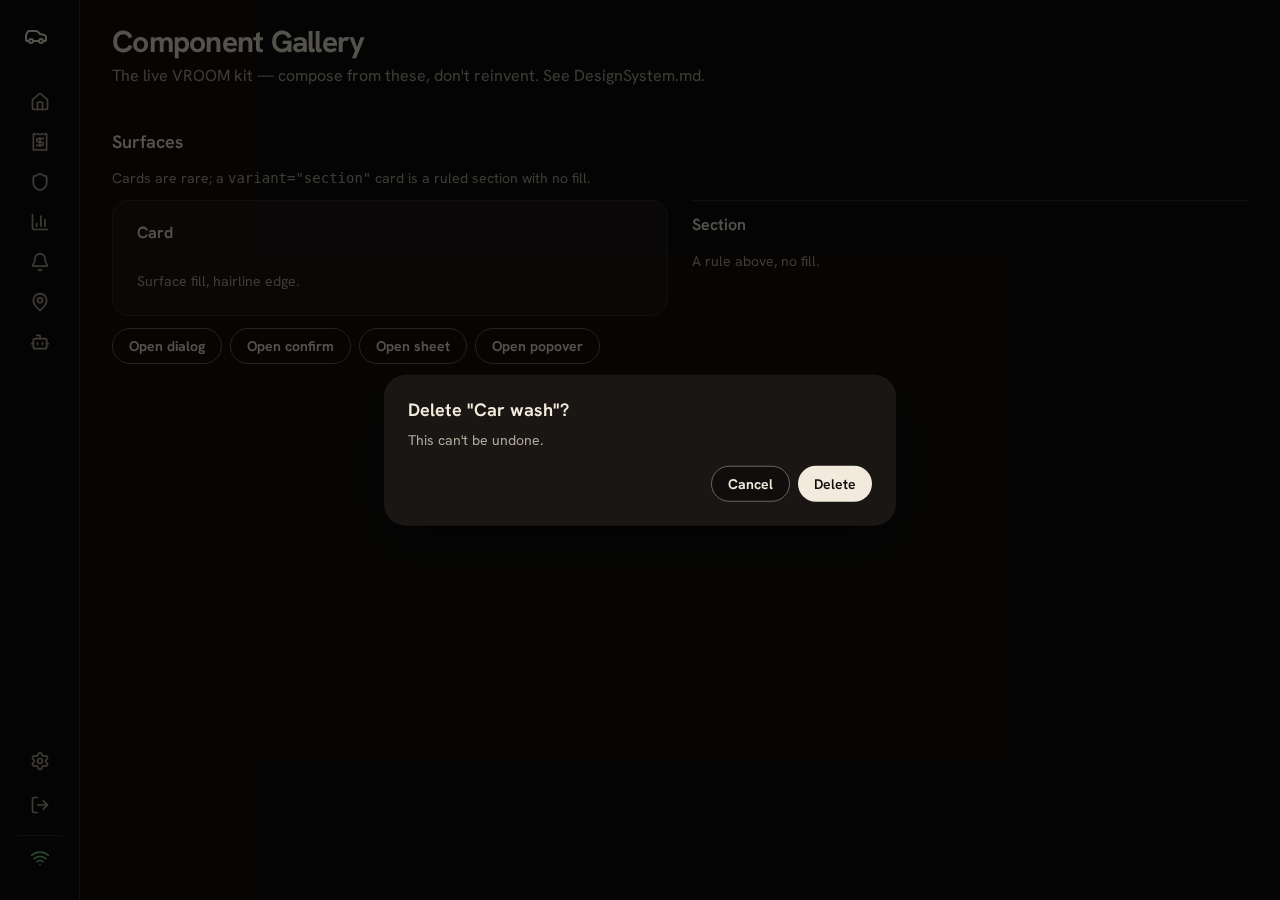 Component Gallery
The live VROOM kit — compose from these, don't reinvent. See DesignSystem.md.
Surfaces
Cards are rare; a variant="section" card is a ruled section with no fill.
Card
Surface fill, hairline edge.
Section
A rule above, no fill.
Open dialog
Open confirm
Open sheet
Open popover
Delete "Car wash"?
This can't be undone.
Cancel
Delete